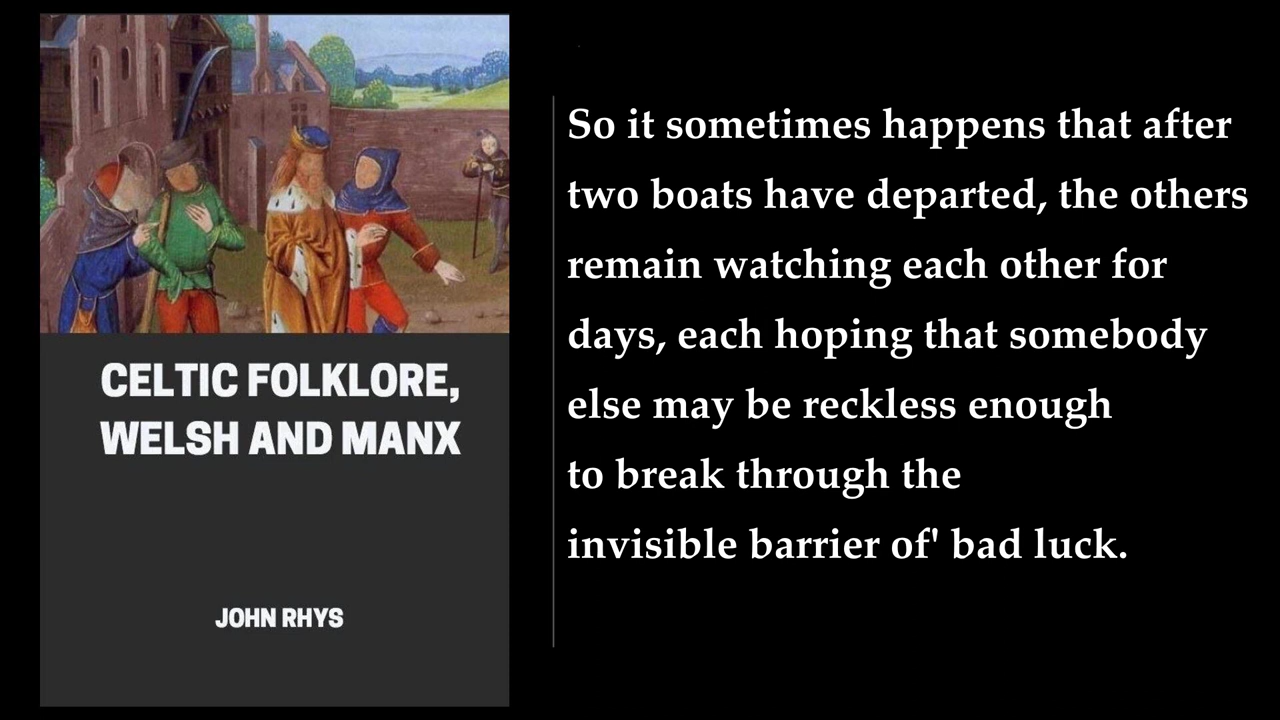 CELTIC FOLKLORE,
WELSH AND MANX
JOHN RHYS
So it sometimes happens that after
two boats have departed, the others
remain watching each other for
days, each hoping that somebody
else may be reckless enough
to break through the
invisible barrier of' bad luck.